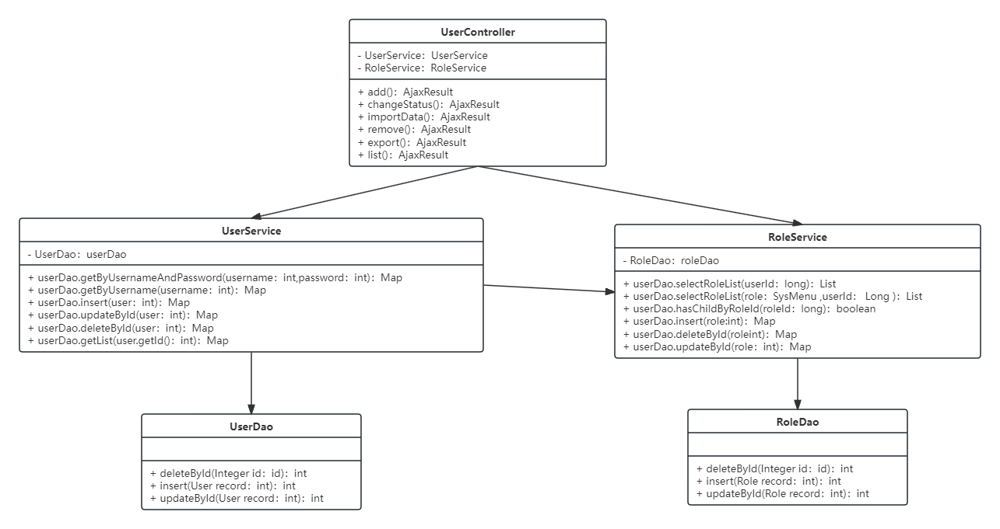 UserController
- UserService：UserService
- RoleService：RoleService
+ add()：AjaxResult
+ changeStatus()：AjaxResult
+ importData()：AjaxResult
+ remove()：AjaxResult
+ export()：AjaxResult
+ list()：AjaxResult
UserService
- UserDao：userDao
+ userDao.getByUsernameAndPassword(username：int,password：int)：Map
+ userDao.getByUsername(username：int)：Map
+ userDao.insert(user：int)：Map
+ userDao.updateById(user：int)：Map
+ userDao.deleteById(user：int)：Map
+ userDao.getList(user.getId()：int)：Map
RoleService
- RoleDao：roleDao
+ userDao.selectRoleList(userId：long)：List
+ userDao.selectRoleList(role：SysMenu ,userId： Long )：List
+ userDao.hasChildByRoleId(roleId：long)：boolean
+ userDao.insert(role:int)：Map
+ userDao.deleteById(roleint)：Map
+ userDao.updateById(role：int)：Map
UserDao
+ deleteById(Integer id：id)：int
+ insert(User record：int)：int
+ updateById(User record：int)：int
RoleDao
+ deleteById(Integer id：id)：int
+ insert(Role record：int)：int
+ updateById(Role record：int)：int